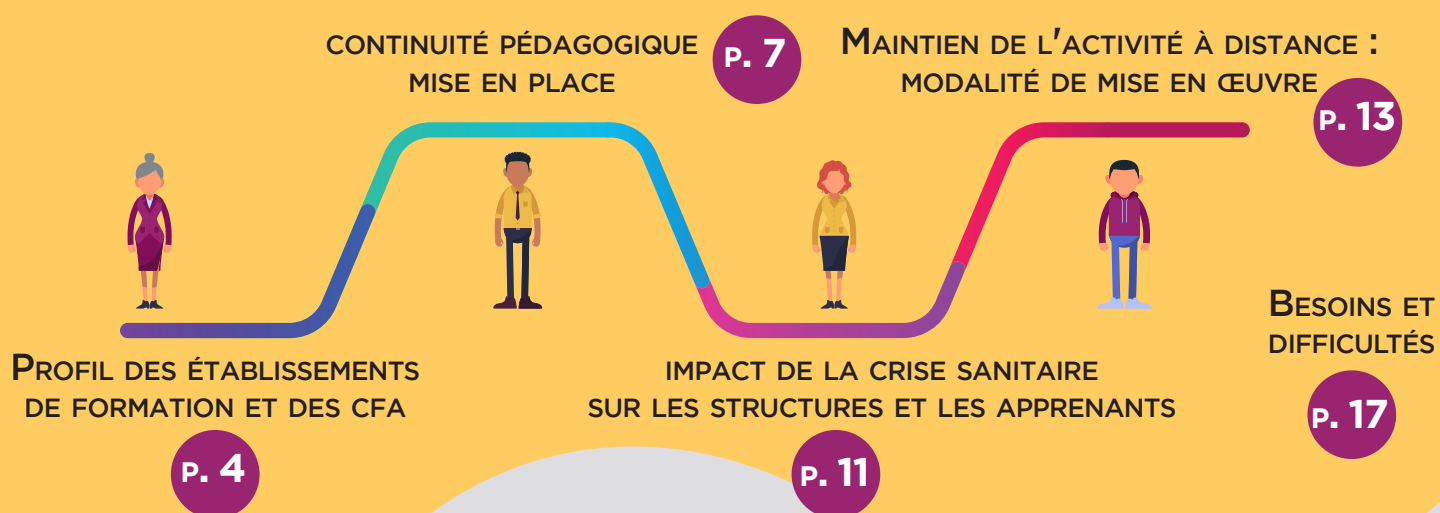 Profil des établissements
de formation et des CFA
P. 4
continuité pédagogique
mise en place
P. 7
impact de la crise sanitaire
sur les structures et les apprenants
P. 11
Maintien de l'activité à distance :
modalité de mise en œuvre
P. 13
Besoins et
difficultés
P. 17